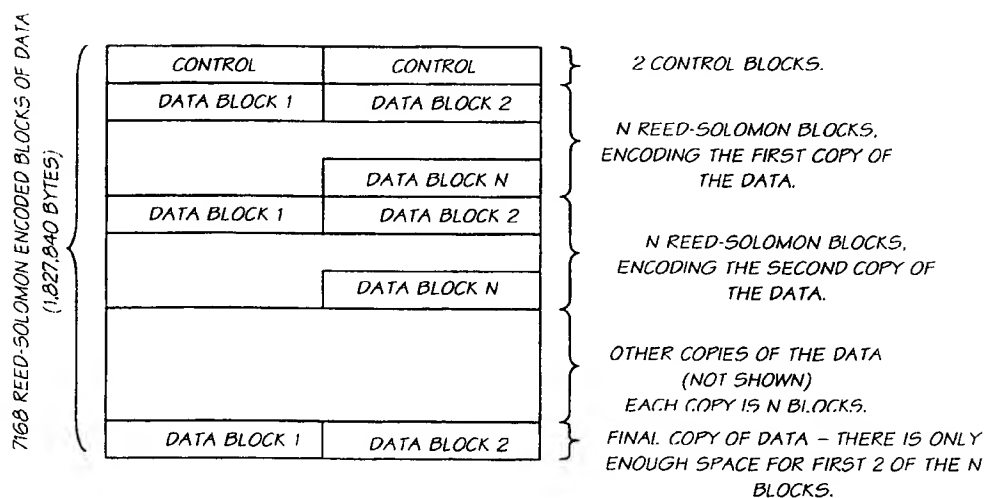 7168 REED-SOLOMON ENCODED BLOCKS OF DATA
(1,827,840 BYTES)
CONTROL CONTROL
2 CONTROL BLOCKS.
DATA BLOCK 1 DATA BLOCK 2
N REED-SOLOMON BLOCKS,
ENCODING THE FIRST COPY OF
THE DATA.
DATA BLOCK N
DATA BLOCK 1 DATA BLOCK 2
N REED-SOLOMON BLOCKS,
ENCODING THE SECOND COPY OF
THE DATA.
DATA BLOCK N
OTHER COPIES OF THE DATA
(NOT SHOWN)
EACH COPY IS N BLOCKS.
DATA BLOCK 1 DATA BLOCK 2
FINAL COPY OF DATA – THERE IS ONLY
ENOUGH SPACE FOR FIRST 2 OF THE N
BLOCKS.